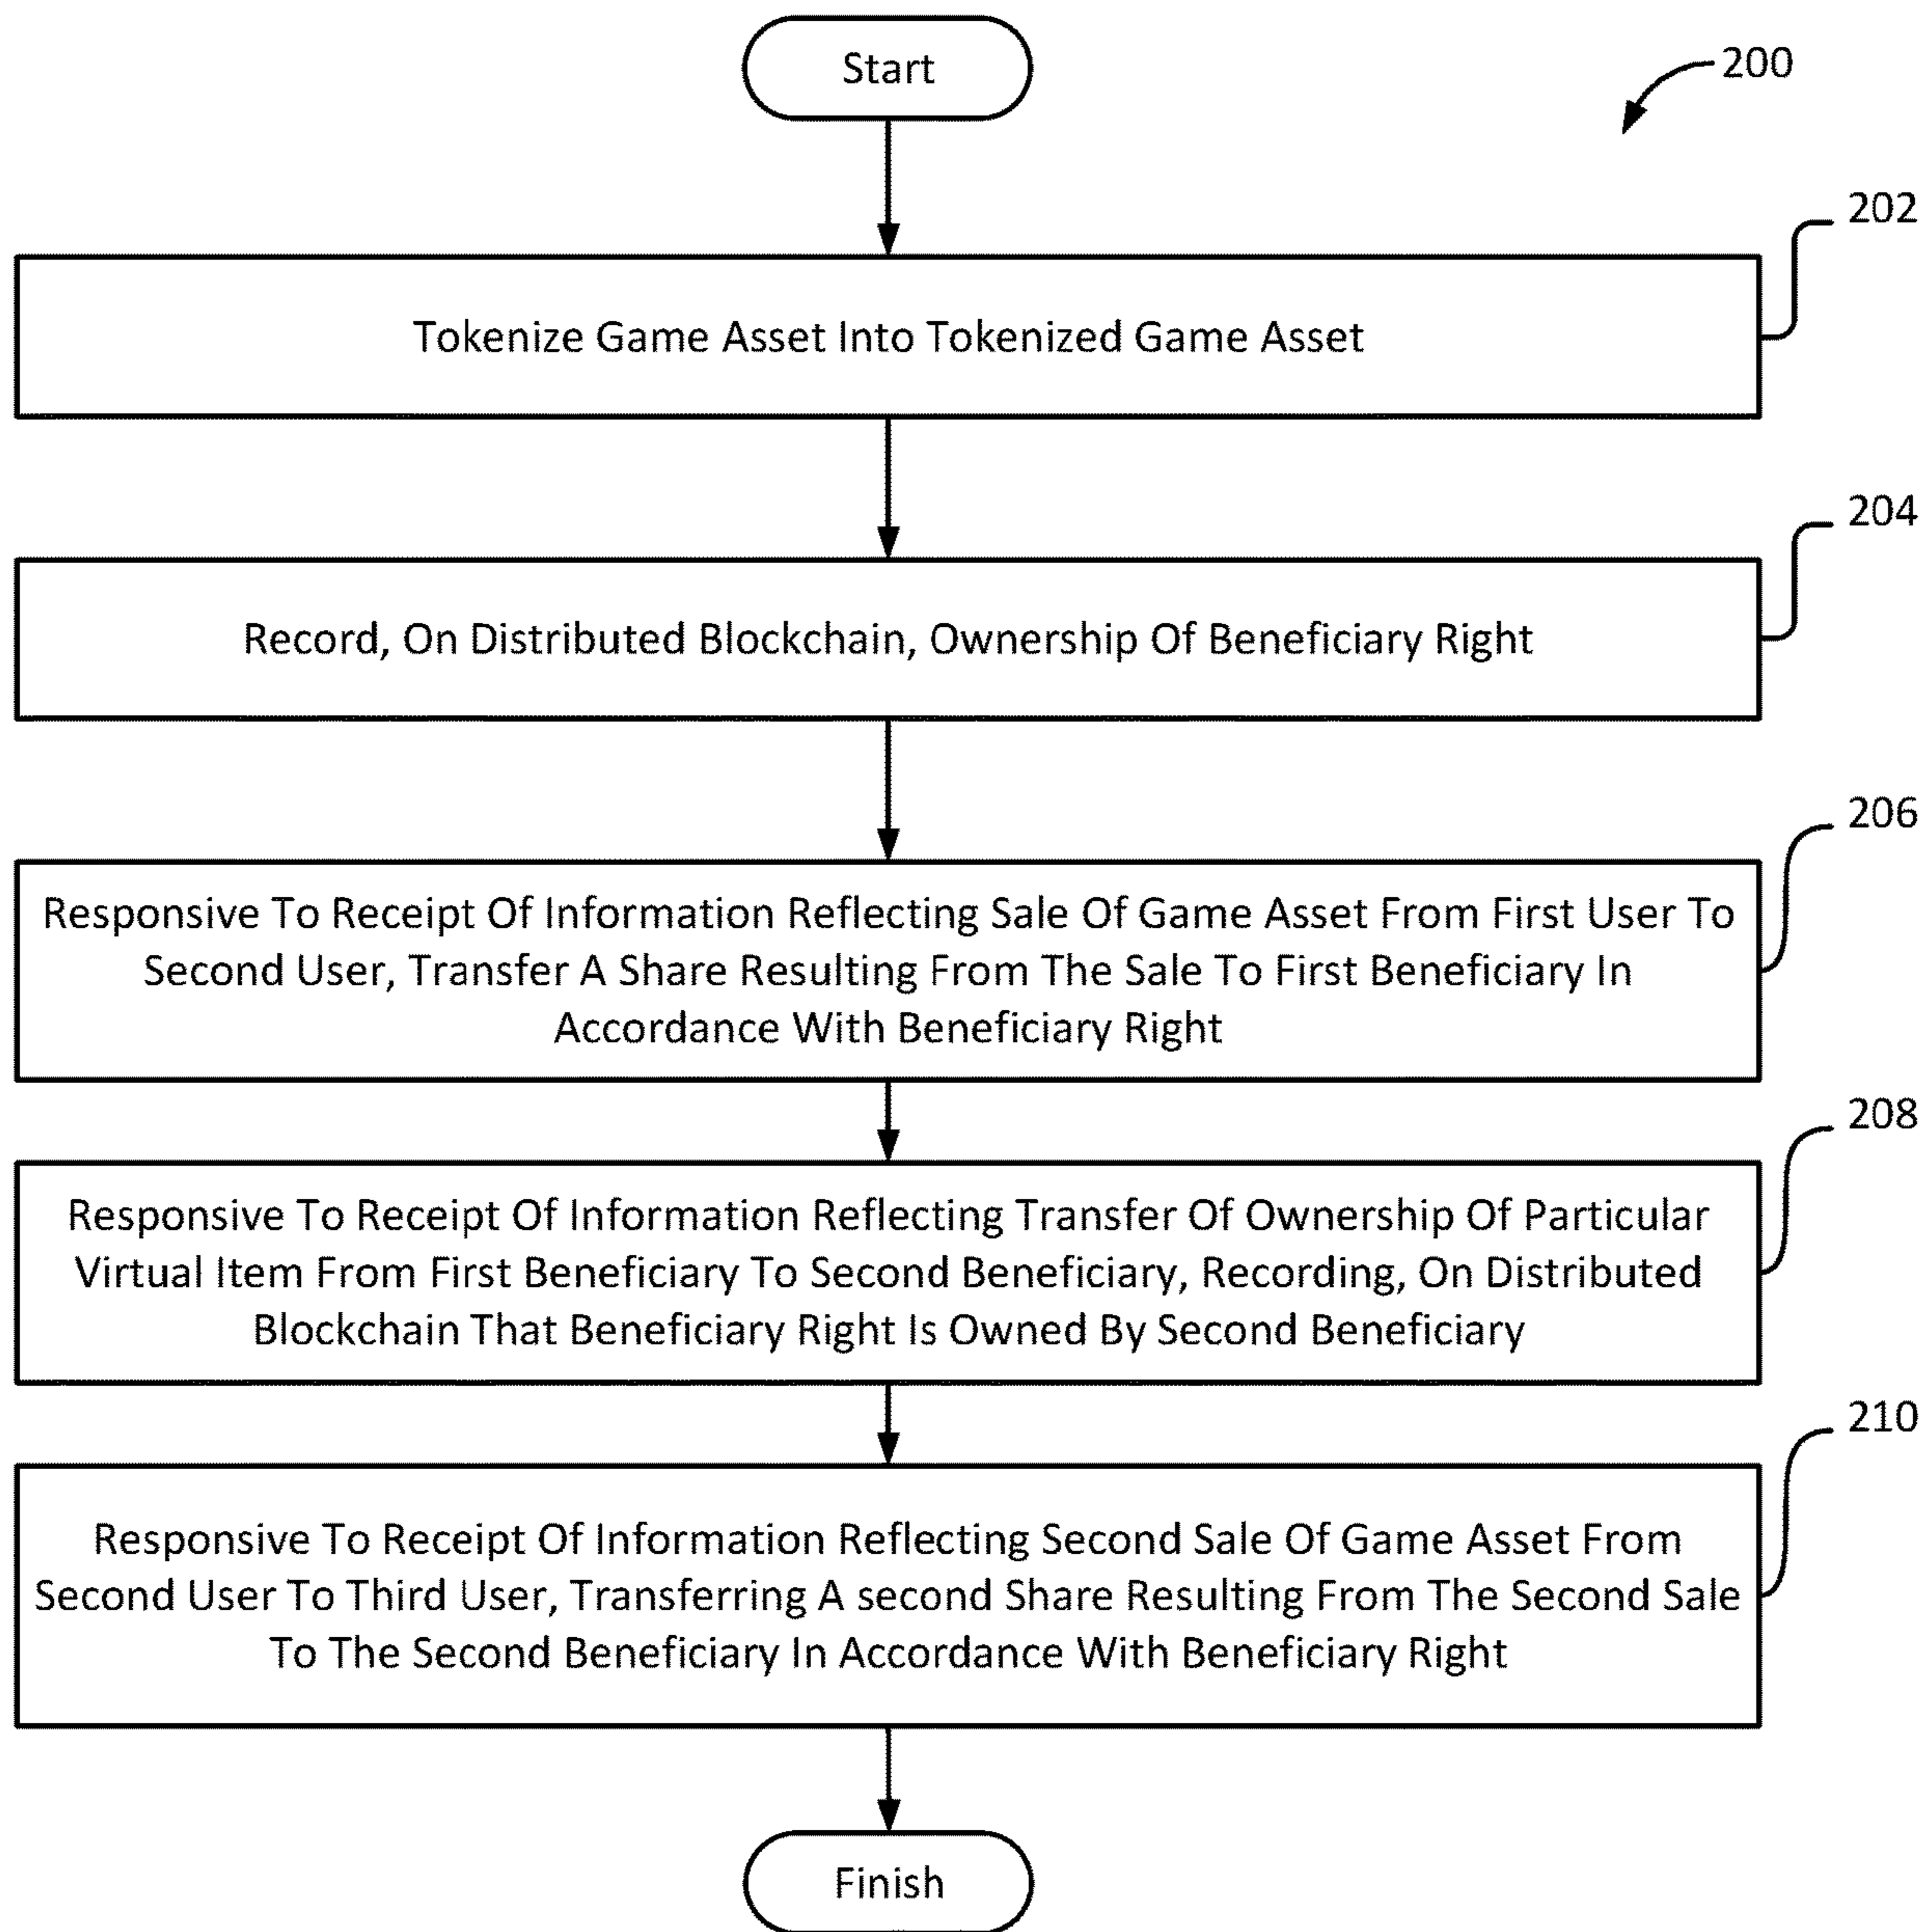 Start
200
202
Tokenize Game Asset Into Tokenized Game Asset
204
Record, On Distributed Blockchain, Ownership Of Beneficiary Right
206
Responsive To Receipt Of Information Reflecting Sale Of Game Asset From First User To
Second User, Transfer A Share Resulting From The Sale To First Beneficiary In
Accordance With Beneficiary Right
208
Responsive To Receipt Of Information Reflecting Transfer Of Ownership Of Particular
Virtual Item From First Beneficiary To Second Beneficiary, Recording, On Distributed
Blockchain That Beneficiary Right Is Owned By Second Beneficiary
210
Responsive To Receipt Of Information Reflecting Second Sale Of Game Asset From
Second User To Third User, Transferring A second Share Resulting From The Second Sale
To The Second Beneficiary In Accordance With Beneficiary Right
Finish